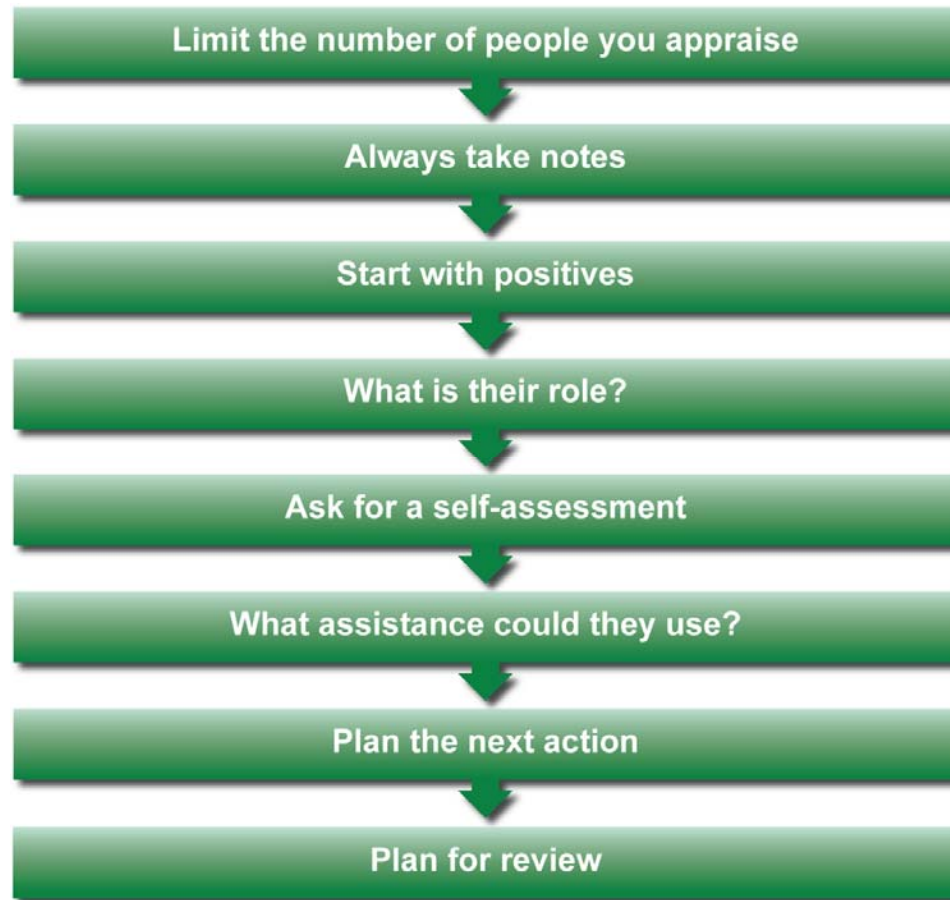 Limit the number of people you appraise
Always take notes
Start with positives
What is their role?
Ask for a self-assessment
What assistance could they use?
Plan the next action
Plan for review